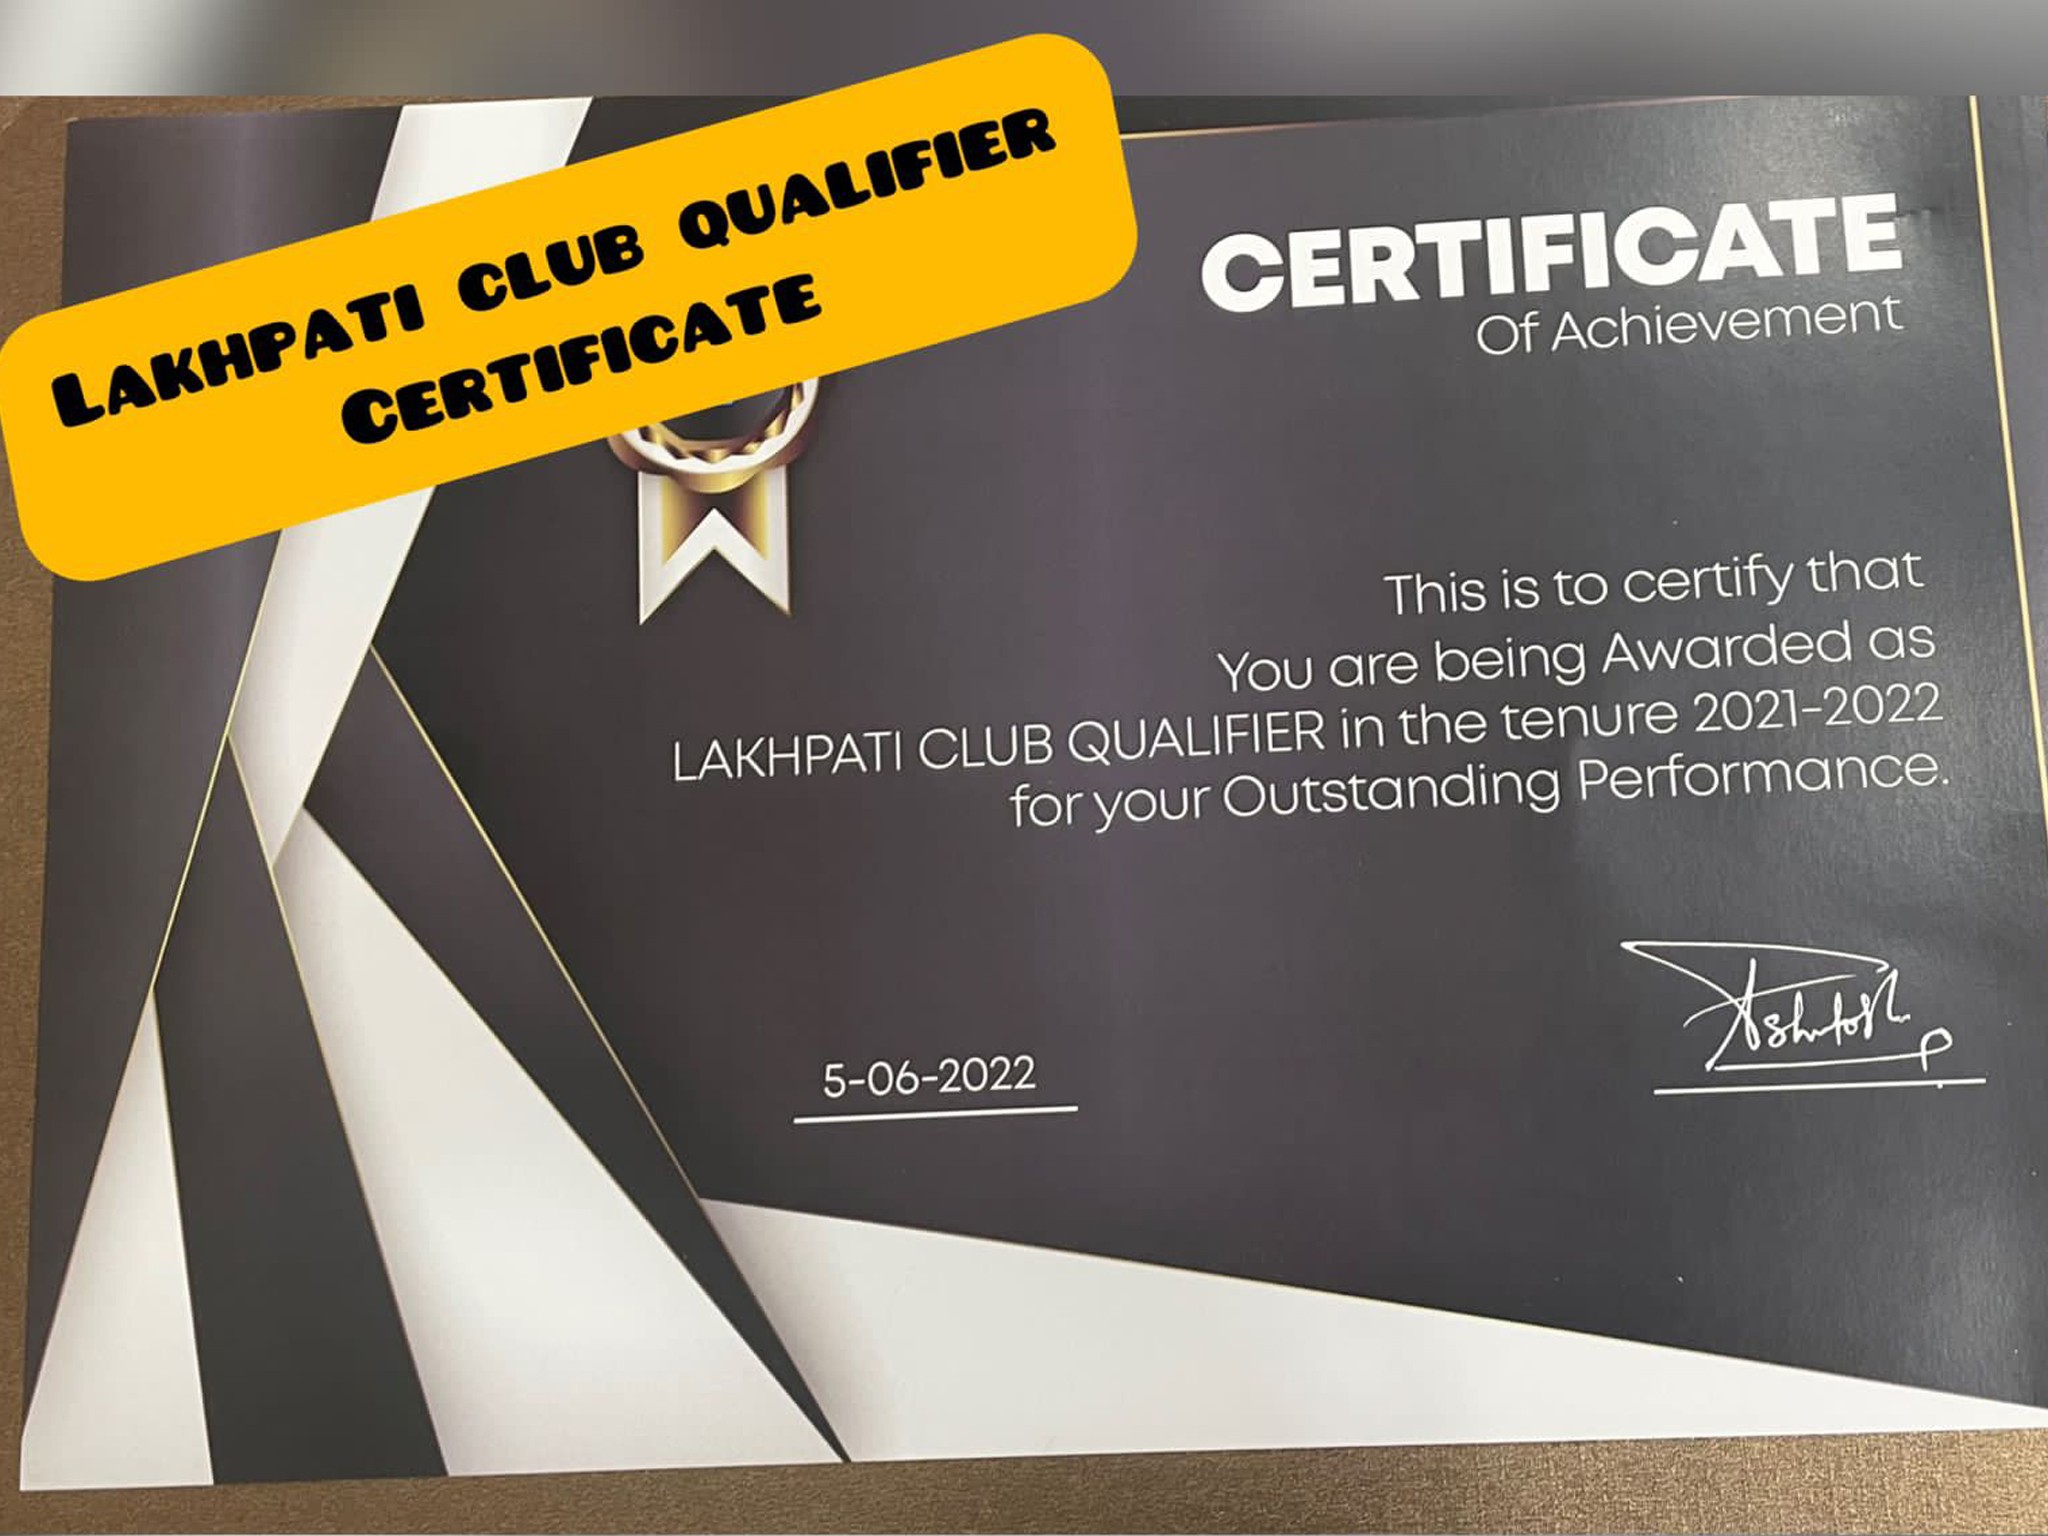 LAKHPATI CLUB QUALIFIER
CERTIFICATE
CERTIFICATE
Of Achievement
This is to certify that
You are being Awarded as
LAKHPATI CLUB QUALIFIER in the tenure 2021-2022
for your Outstanding Performance.
5-06-2022
Ashutosh